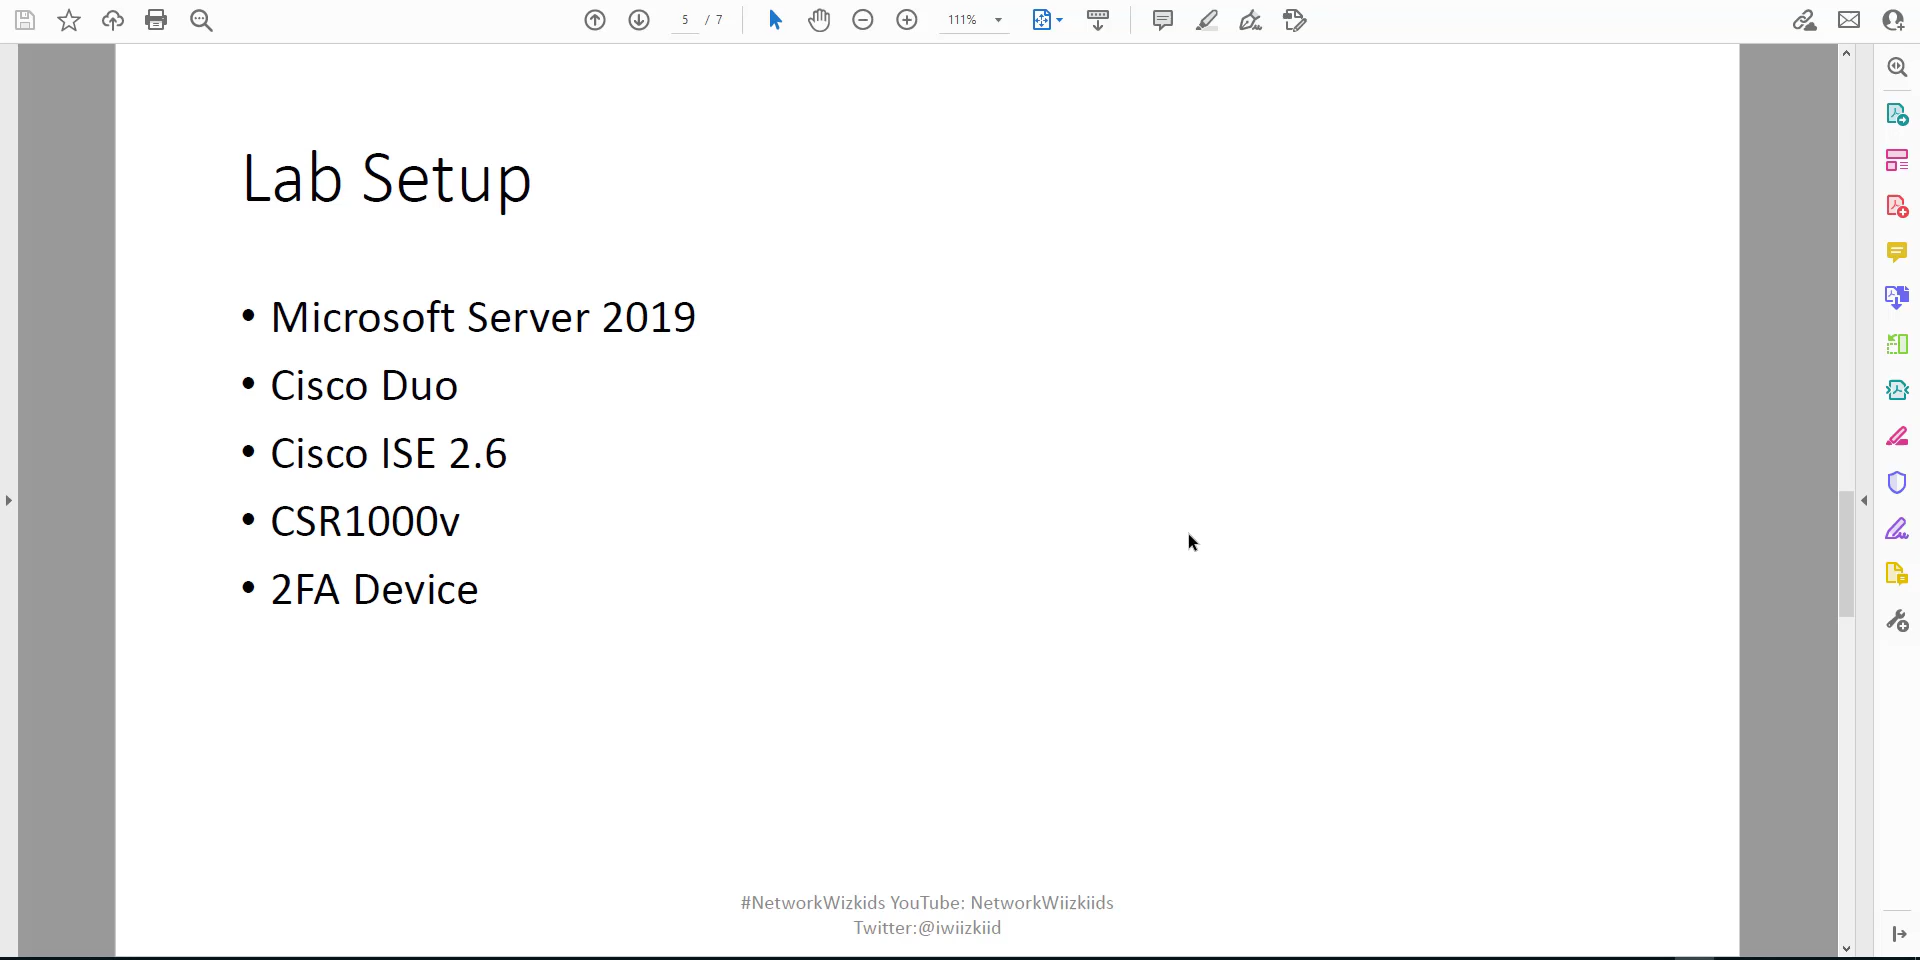 5 / 7
111%
Lab Setup
• Microsoft Server 2019
• Cisco Duo
• Cisco ISE 2.6
• CSR1000v
• 2FA Device
#NetworkWizkids YouTube: NetworkWiizkiids
Twitter:@iwiizkiid